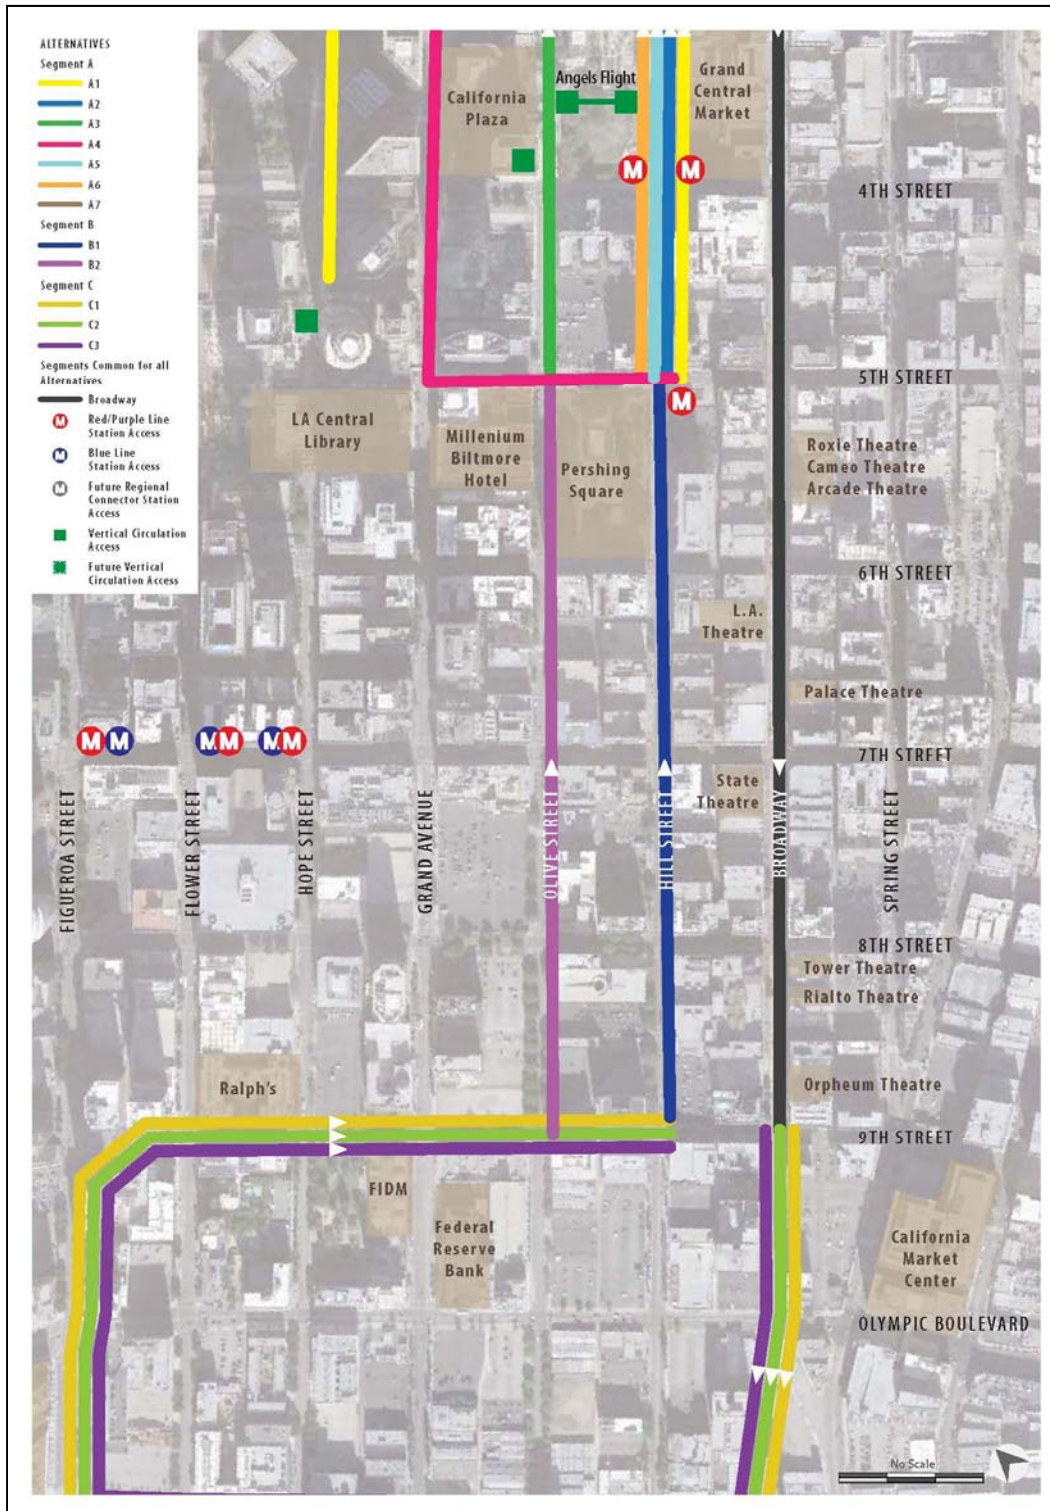 ALTERNATIVES
Segment A
A1
A2
A3
A4
A5
A6
A7
Segment B
B1
B2
Segment C
C1
C2
C3
Segments Common for all
Alternatives
Broadway
M
Red/Purple Line
Station Access
M
Blue Line
Station Access
M
Future Regional
Connector Station
Access
Vertical Circulation
Access
Future Vertical
Circulation Access
California
Plaza
Angels Flight
Grand
Central
Market
M
M
4TH STREET
5TH STREET
M
LA Central
Library
Millenium
Biltmore
Hotel
Pershing
Square
Roxie Theatre
Cameo Theatre
Arcade Theatre
6TH STREET
L.A.
Theatre
Palace Theatre
M
M
M
M
M
M
7TH STREET
State
Theatre
FIGUEROA STREET
FLOWER STREET
HOPE STREET
GRAND AVENUE
OLIVE STREET
HILL STREET
BROADWAY
SPRING STREET
8TH STREET
Tower Theatre
Rialto Theatre
Ralph's
Orpheum Theatre
9TH STREET
FIDM
Federal
Reserve
Bank
California
Market
Center
OLYMPIC BOULEVARD
No Scale